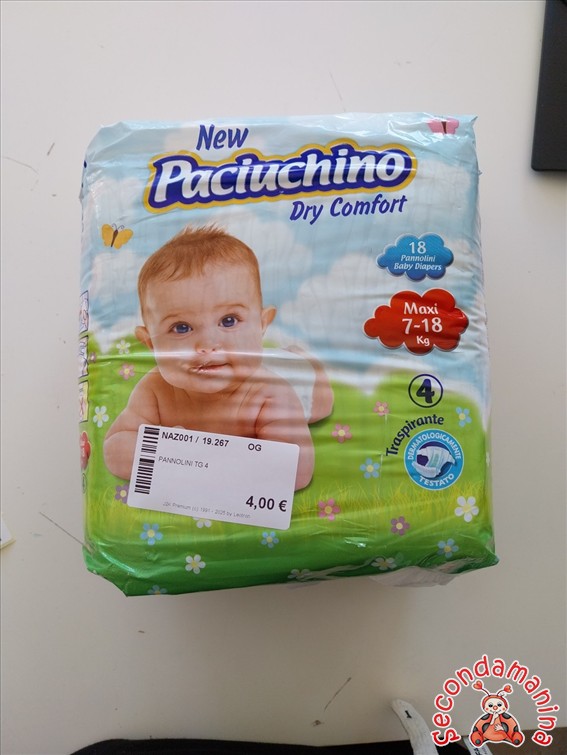 New
Paciuchino
Dry Comfort
18
Pannolini
Baby Diapers
Maxi
7-18
Kg
4
Traspirante
DERMATOLOGICAMENTE
TESTATO
NAZ001 / 19.267 OG
PANNOLINI TG 4
4,00 €
secondamanina